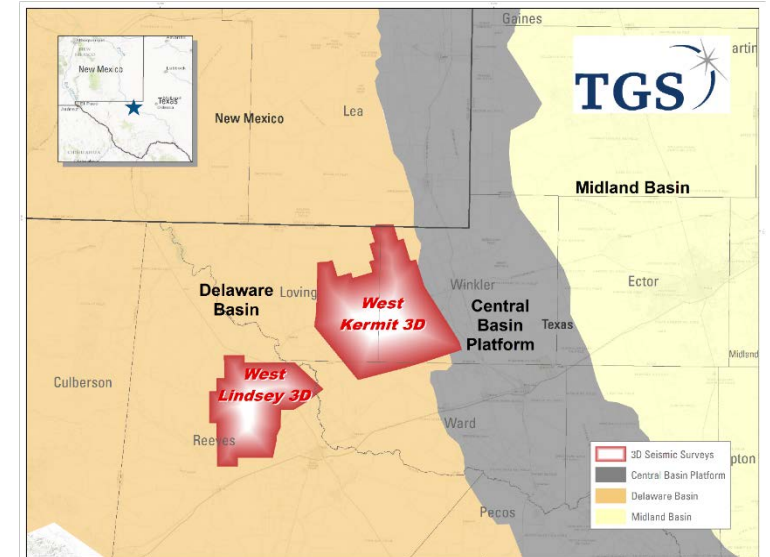 Gaines
artin
New Mexico
Texas
TGS
New Mexico
Lea
Midland Basin
Delaware
Basin
Loving
West
Kermit 3D
Winkler
Central
Basin
Platform
Texas
Ector
Midland
Culberson
West
Lindsey 3D
Reeves
Ward
Pecos
pton
3D Seismic Surveys
Central Basin Platform
Delaware Basin
Midland Basin